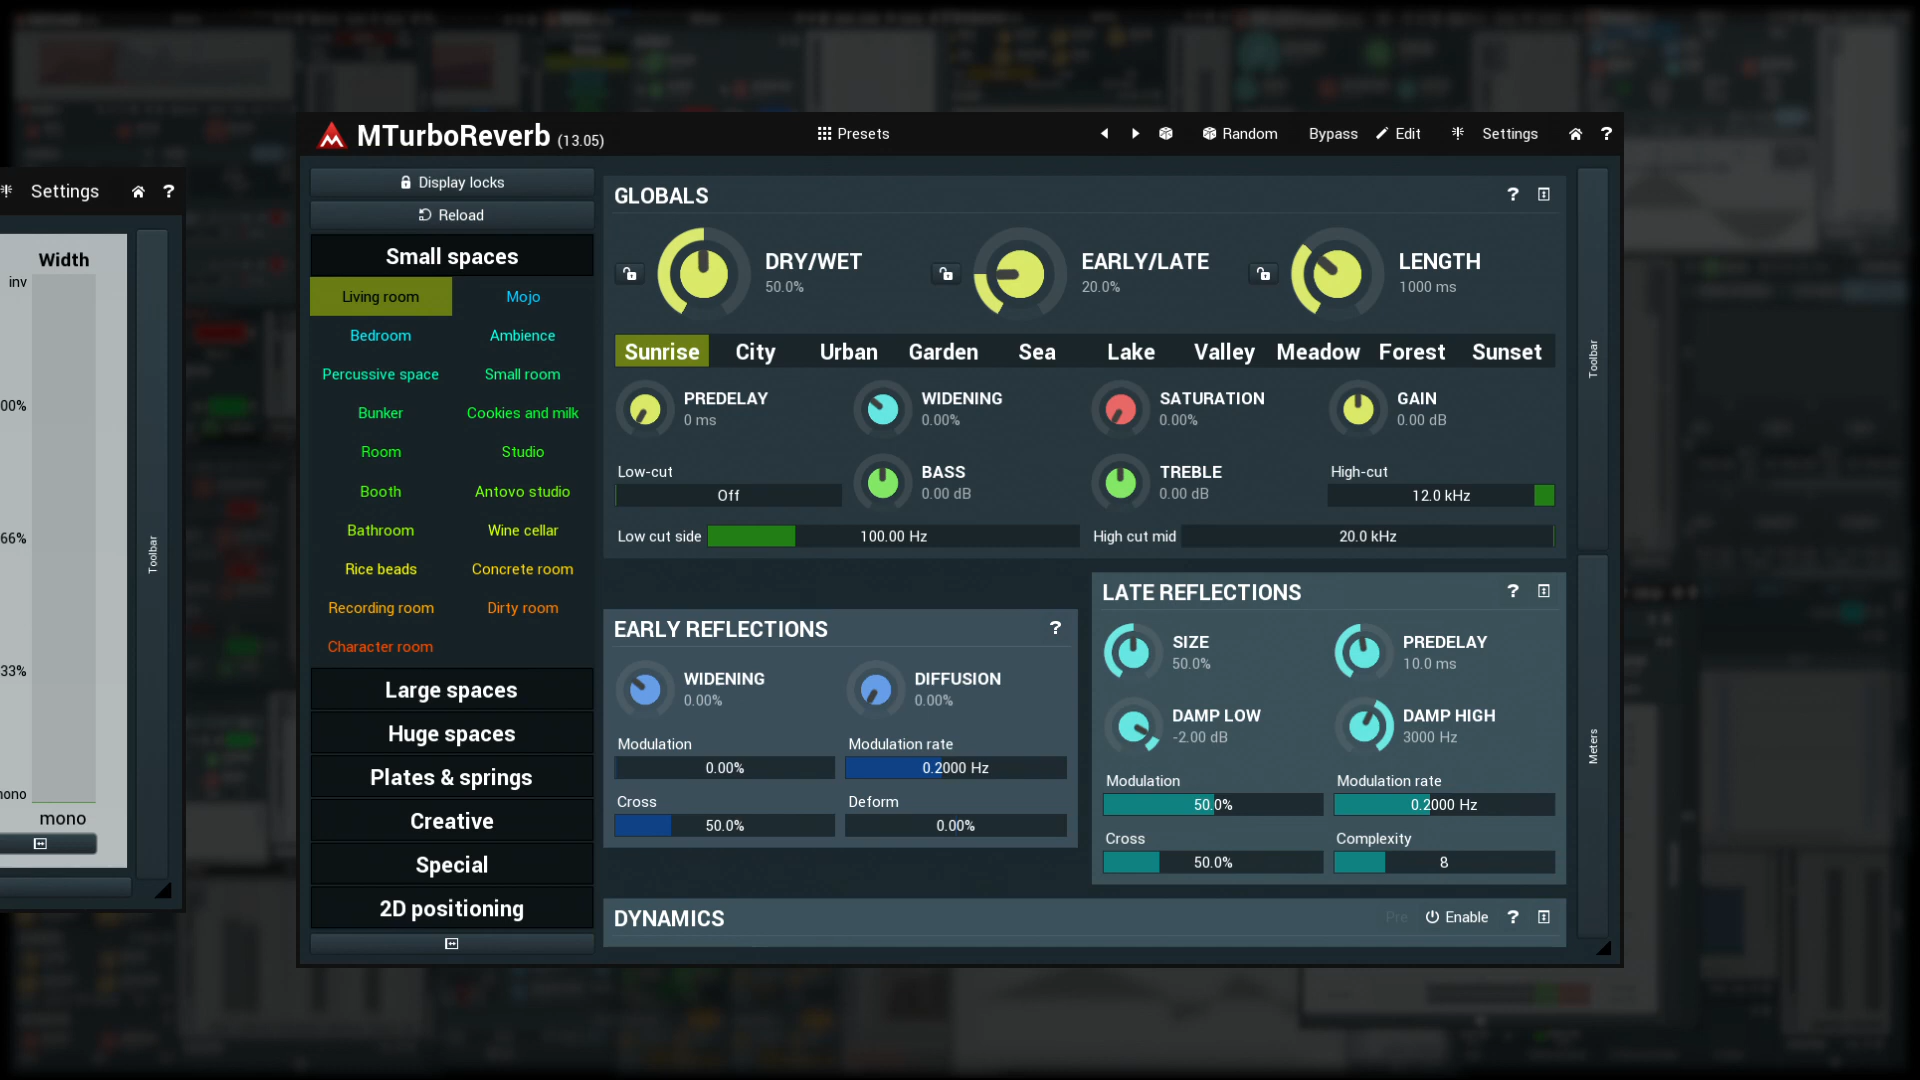 MTurboReverb (13.05)
Presets
Random
Bypass
Edit
Settings
?
Settings
?
Width
inv
00%
66%
33%
mono
mono
Toolbar
Display locks
Reload
Small spaces
Living room
Mojo
Bedroom
Ambience
Percussive space
Small room
Bunker
Cookies and milk
Room
Studio
Booth
Antovo studio
Bathroom
Wine cellar
Rice beads
Concrete room
Recording room
Dirty room
Character room
Large spaces
Huge spaces
Plates & springs
Creative
Special
2D positioning
GLOBALS
?
DRY/WET
50.0%
EARLY/LATE
20.0%
LENGTH
1000 ms
Sunrise City Urban Garden Sea Lake Valley Meadow Forest Sunset
PREDELAY
0 ms
WIDENING
0.00%
SATURATION
0.00%
GAIN
0.00 dB
Low-cut
Off
BASS
0.00 dB
TREBLE
0.00 dB
High-cut
12.0 kHz
Low cut side
100.00 Hz
High cut mid
20.0 kHz
EARLY REFLECTIONS
?
WIDENING
0.00%
DIFFUSION
0.00%
Modulation
0.00%
Modulation rate
0.2000 Hz
Cross
50.0%
Deform
0.00%
LATE REFLECTIONS
?
SIZE
50.0%
PREDELAY
10.0 ms
DAMP LOW
-2.00 dB
DAMP HIGH
3000 Hz
Modulation
50.0%
Modulation rate
0.2000 Hz
Cross
50.0%
Complexity
8
DYNAMICS
Pre
Enable
?
Toolbar
Meters